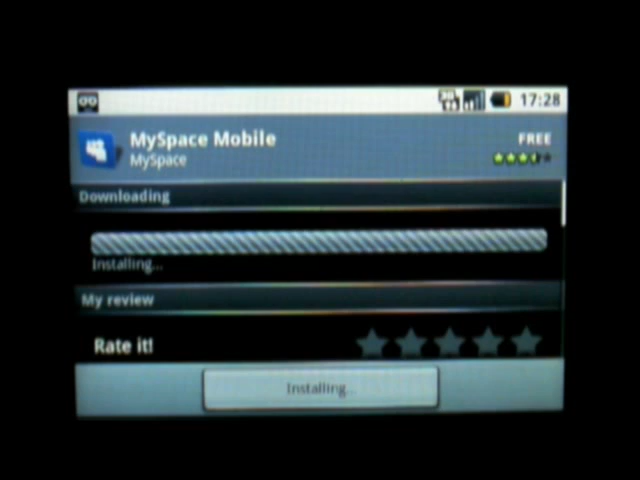 17:28
MySpace Mobile
FREE
MySpace
Downloading
Installing...
My review
Rate it!
Installing...